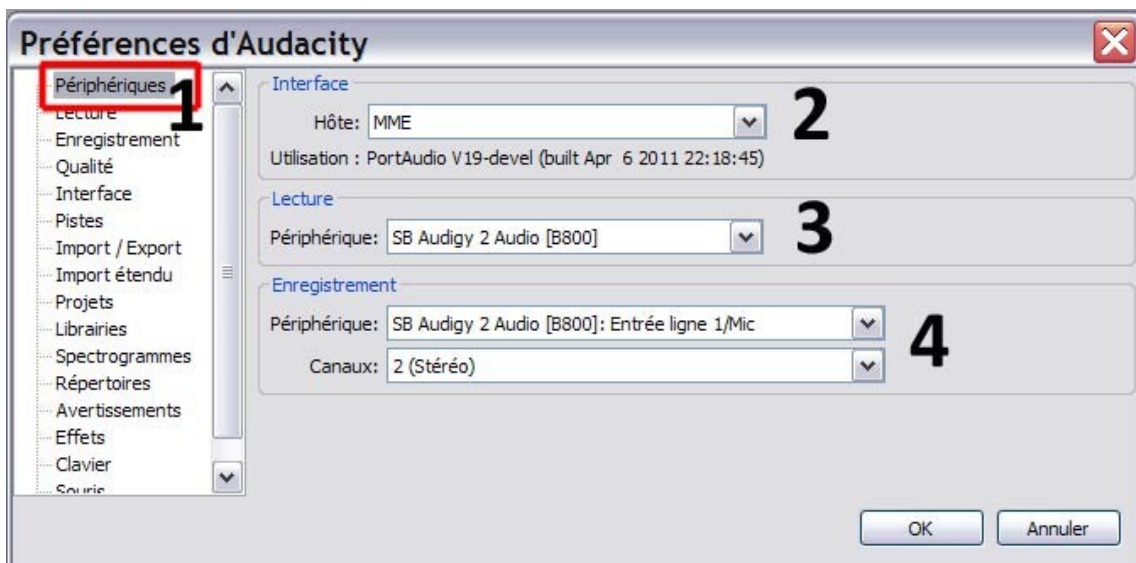 Préférences d'Audacity
Périphériques
1
Lecture
Enregistrement
Qualité
Interface
Pistes
Import / Export
Import étendu
Projets
Librairies
Spectrogrammes
Répertoires
Avertissements
Effets
Clavier
Souris
Interface
Hôte: MME
2
Utilisation : PortAudio V19-devel (built Apr 6 2011 22:18:45)
Lecture
Périphérique: SB Audigy 2 Audio [B800]
3
Enregistrement
Périphérique: SB Audigy 2 Audio [B800]: Entrée ligne 1/Mic
4
Canaux: 2 (Stéréo)
OK Annuler